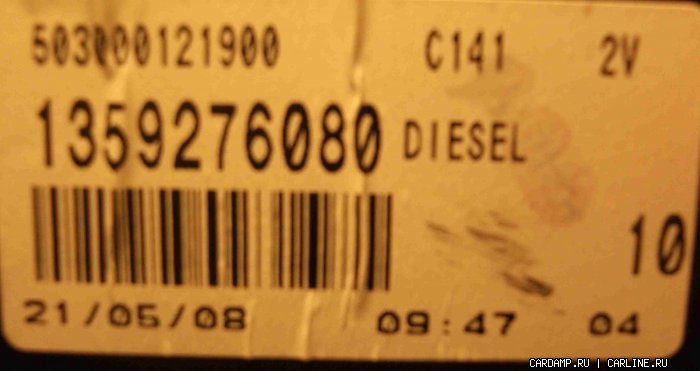 503000121900 C141 2V
1359276080 DIESEL
10
21/05/08 09:47 04
CARDAMP.RU | CARLINE.RU